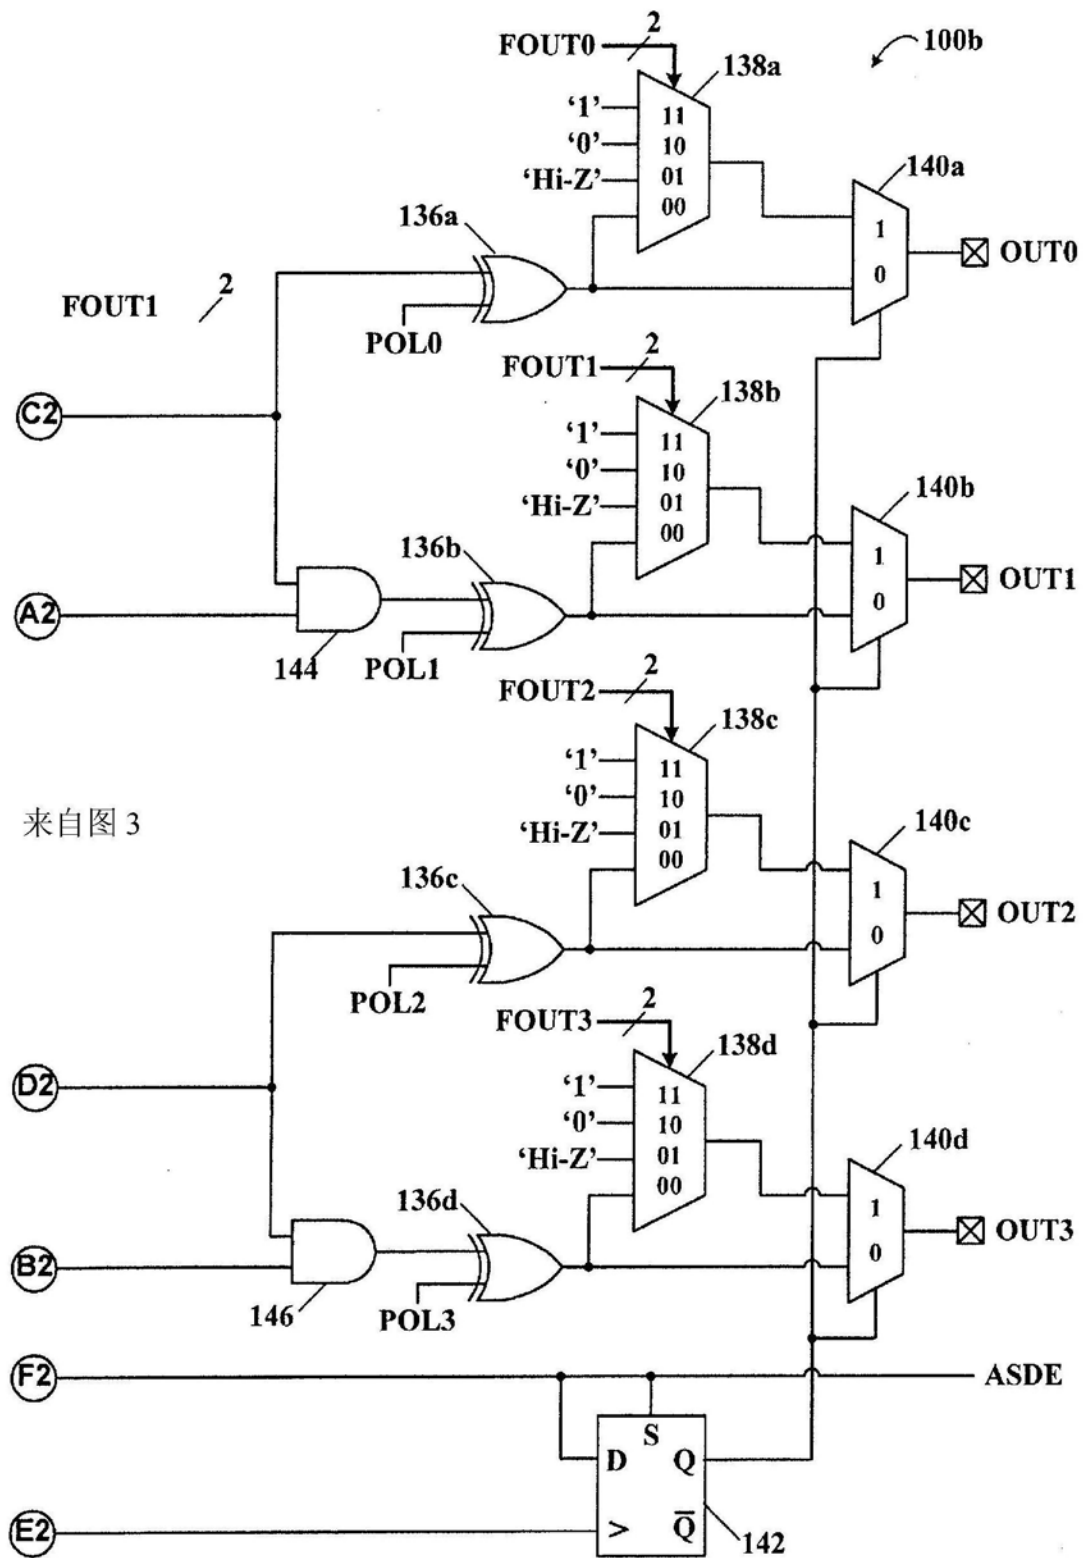 FOUT0
2
100b
138a
'1'
'0'
'Hi-Z'
11
10
01
00
140a
1
0
OUT0
136a
POL0
FOUT1
2
C2
FOUT1
2
138b
'1'
'0'
'Hi-Z'
11
10
01
00
140b
1
0
OUT1
136b
A2
144
POL1
FOUT2
2
138c
'1'
'0'
'Hi-Z'
11
10
01
00
来自图 3
140c
1
0
OUT2
136c
POL2
FOUT3
2
138d
'1'
'0'
'Hi-Z'
11
10
01
00
D2
140d
1
0
OUT3
136d
B2
146
POL3
F2
ASDE
S
D
Q
>
Q̅
142
E2